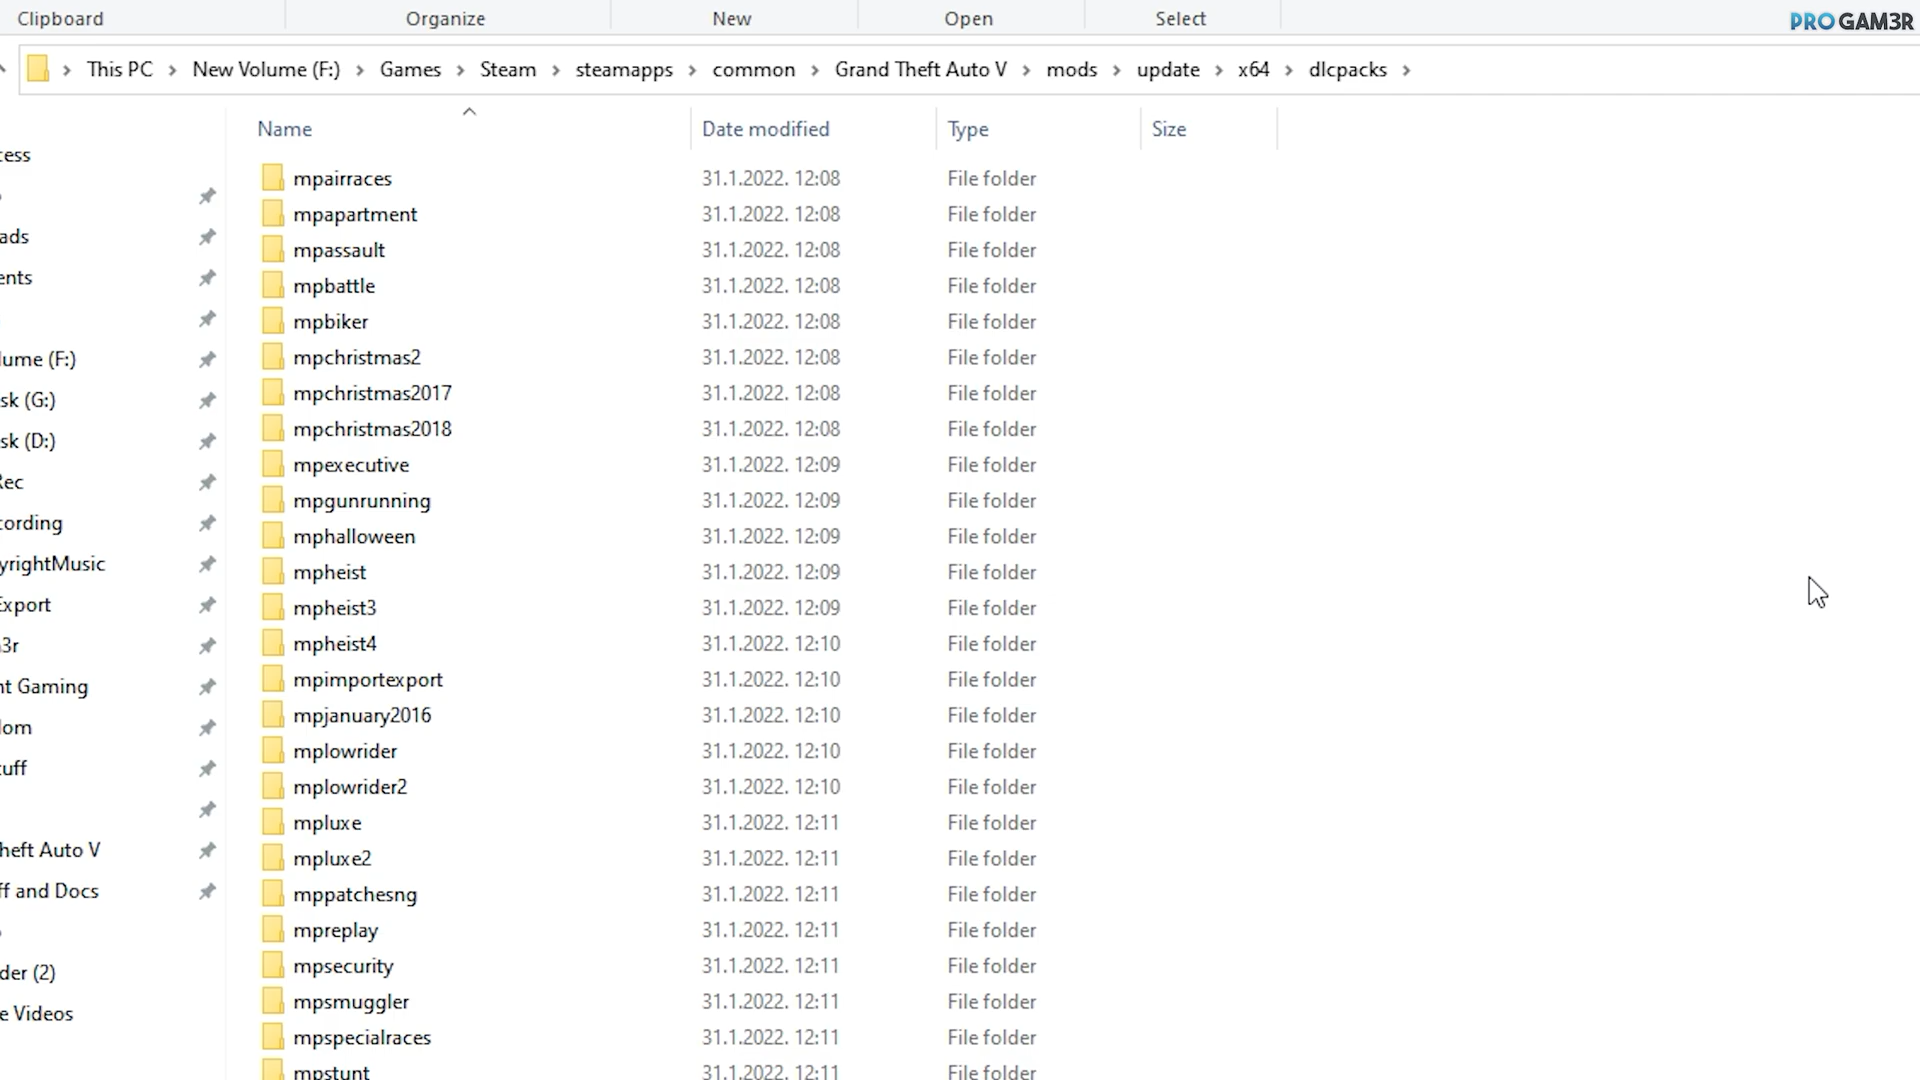 Clipboard Organize New Open Select
PRO GAM3R
This PC > New Volume (F:) > Games > Steam > steamapps > common > Grand Theft Auto V > mods > update > x64 > dlcpacks >
Name Date modified Type Size
cess
ads
ents
lume (F:)
sk (G:)
sk (D:)
Rec
cording
yrightMusic
Export
3r
nt Gaming
lom
tuff
heft Auto V
ff and Docs
der (2)
e Videos
mpairraces 31.1.2022. 12:08 File folder
mpapartment 31.1.2022. 12:08 File folder
mpassault 31.1.2022. 12:08 File folder
mpbattle 31.1.2022. 12:08 File folder
mpbiker 31.1.2022. 12:08 File folder
mpchristmas2 31.1.2022. 12:08 File folder
mpchristmas2017 31.1.2022. 12:08 File folder
mpchristmas2018 31.1.2022. 12:08 File folder
mpexecutive 31.1.2022. 12:09 File folder
mpgunrunning 31.1.2022. 12:09 File folder
mphalloween 31.1.2022. 12:09 File folder
mpheist 31.1.2022. 12:09 File folder
mpheist3 31.1.2022. 12:09 File folder
mpheist4 31.1.2022. 12:10 File folder
mpimportexport 31.1.2022. 12:10 File folder
mpjanuary2016 31.1.2022. 12:10 File folder
mplowrider 31.1.2022. 12:10 File folder
mplowrider2 31.1.2022. 12:10 File folder
mpluxe 31.1.2022. 12:11 File folder
mpluxe2 31.1.2022. 12:11 File folder
mppatchesng 31.1.2022. 12:11 File folder
mpreplay 31.1.2022. 12:11 File folder
mpsecurity 31.1.2022. 12:11 File folder
mpsmuggler 31.1.2022. 12:11 File folder
mpspecialraces 31.1.2022. 12:11 File folder
mpstunt 31.1.2022. 12:11 File folder